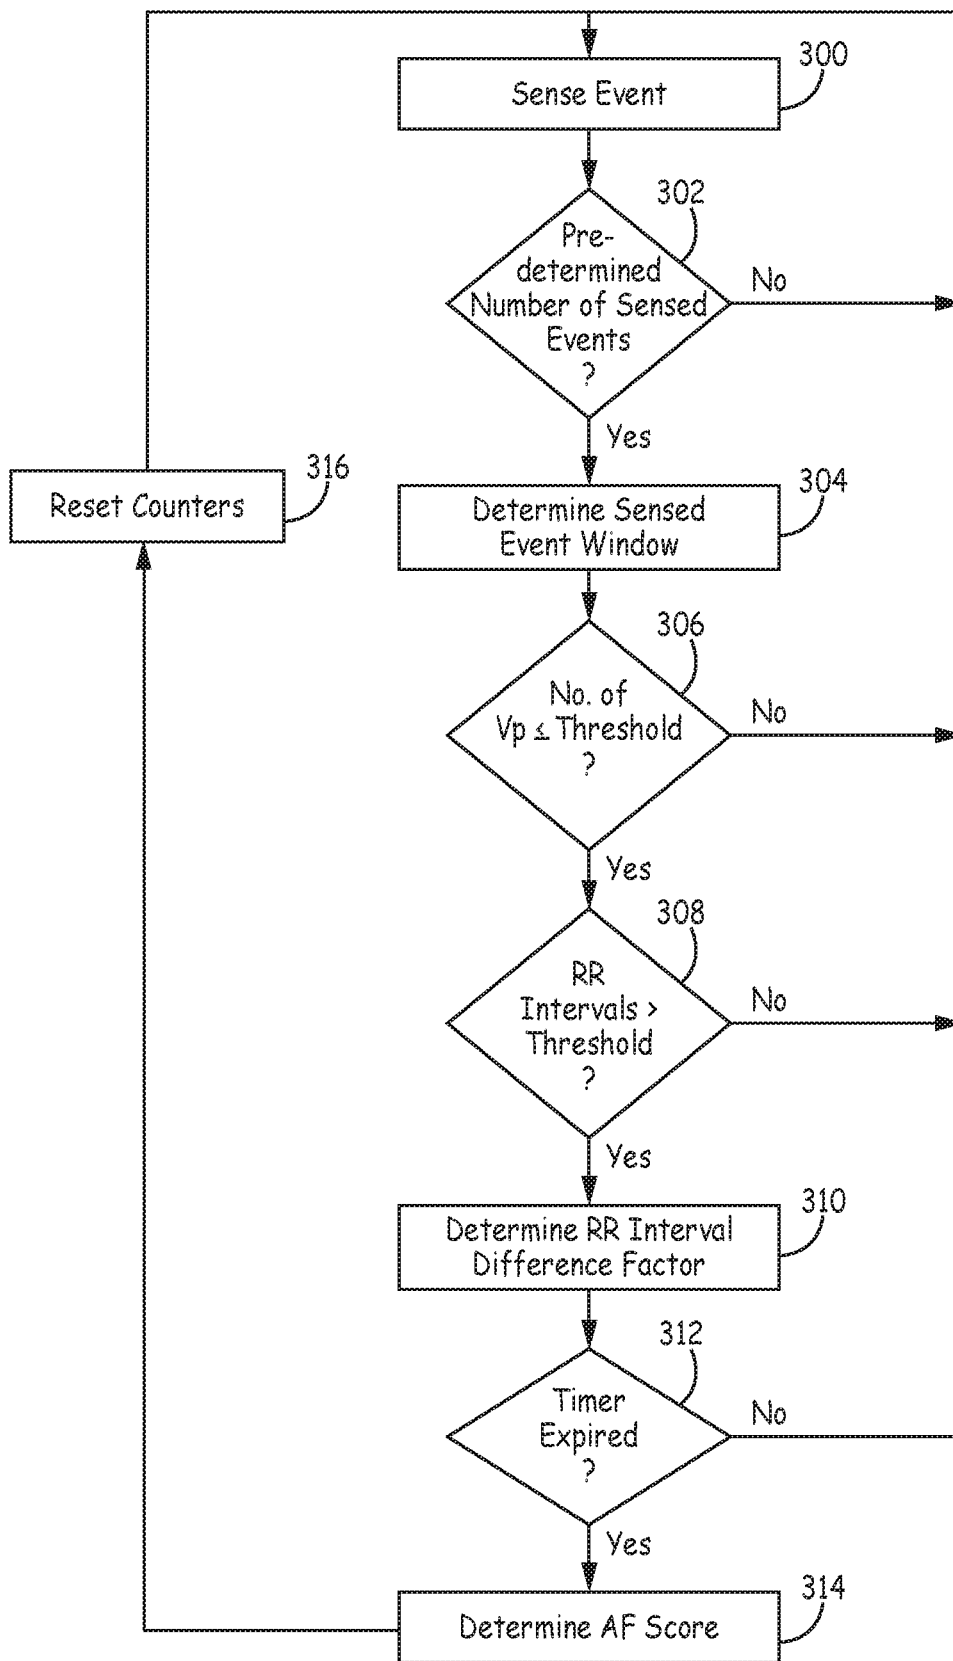 300
Sense Event
302
Pre-
determined
Number of Sensed
Events
?
No
Yes
316
Reset Counters
304
Determine Sensed
Event Window
306
No. of
Vp ≤ Threshold
?
No
Yes
308
RR
Intervals >
Threshold
?
No
Yes
310
Determine RR Interval
Difference Factor
312
Timer
Expired
?
No
Yes
314
Determine AF Score